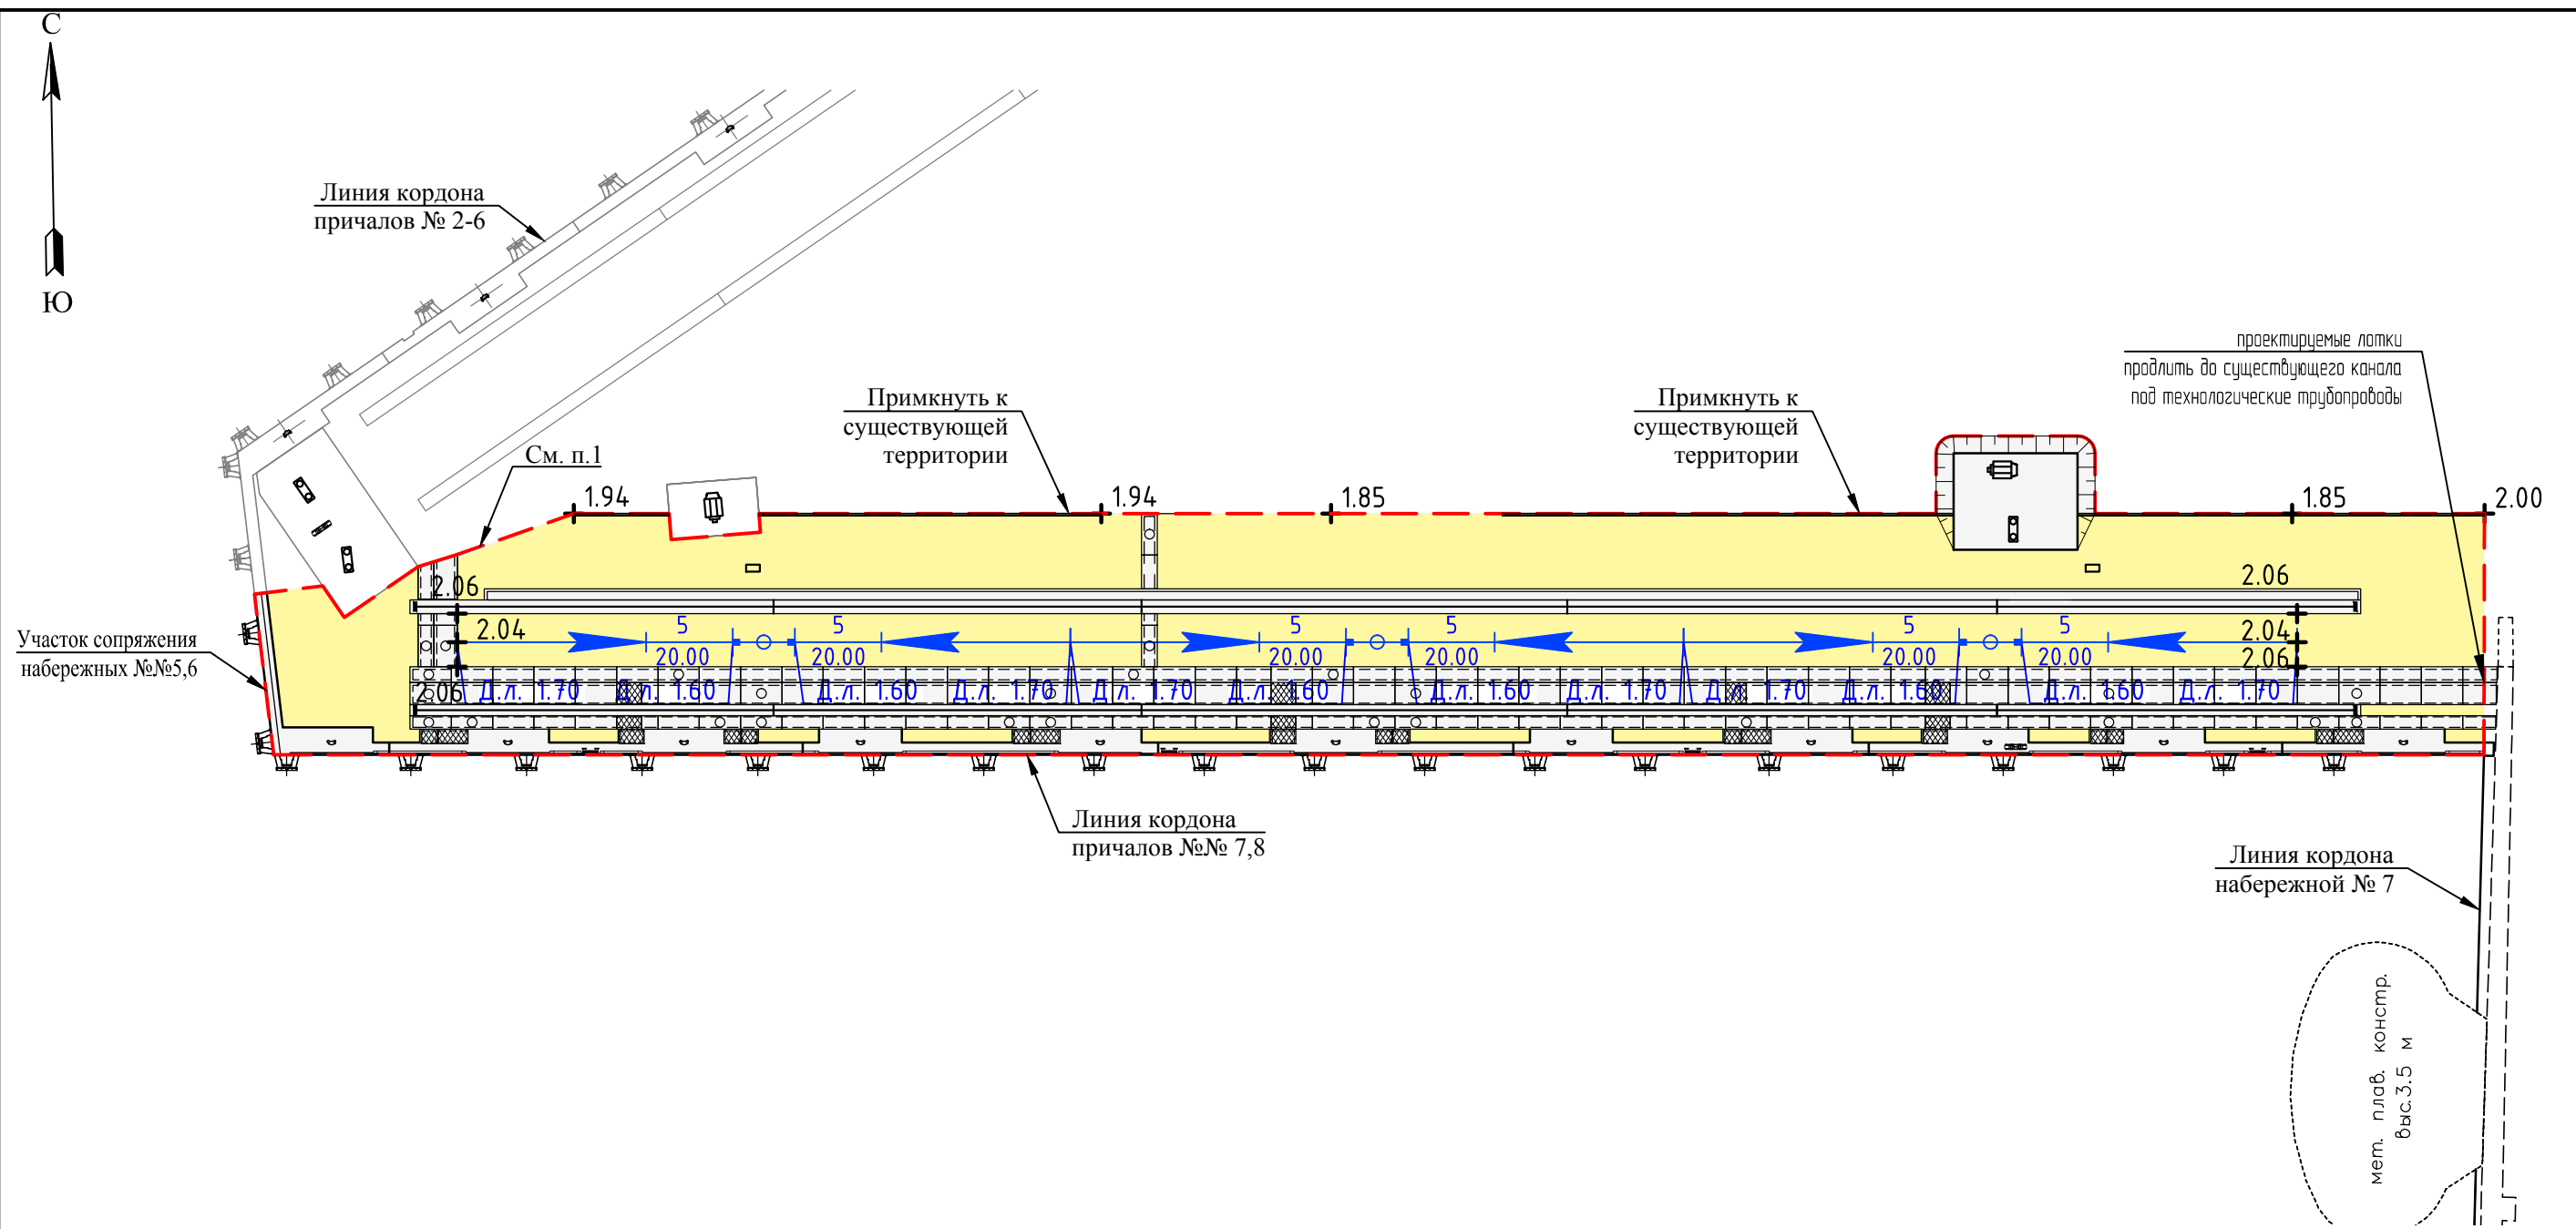 С
Ю
Линия кордона
причалов № 2-6
См. п.1
Примкнуть к
существующей
территории
Примкнуть к
существующей
территории
проектируемые лотки
продлить до существующего канала
под технологические трубопроводы
1.94
1.94
1.85
1.85
2.00
2.06
2.06
2.04
5
5
5
5
5
5
2.04
20.00
20.00
20.00
20.00
20.00
20.00
2.06
2.06
Д.л. 1.70
Д.л. 1.60
Д.л. 1.60
Д.л. 1.70
Д.л. 1.70
Д.л. 1.60
Д.л. 1.60
Д.л. 1.70
Д.л. 1.70
Д.л. 1.60
Д.л. 1.60
Д.л. 1.70
Участок сопряжения
набережных №№5,6
Линия кордона
причалов №№ 7,8
Линия кордона
набережной № 7
мет. плав. констр.
выс.3.5 м